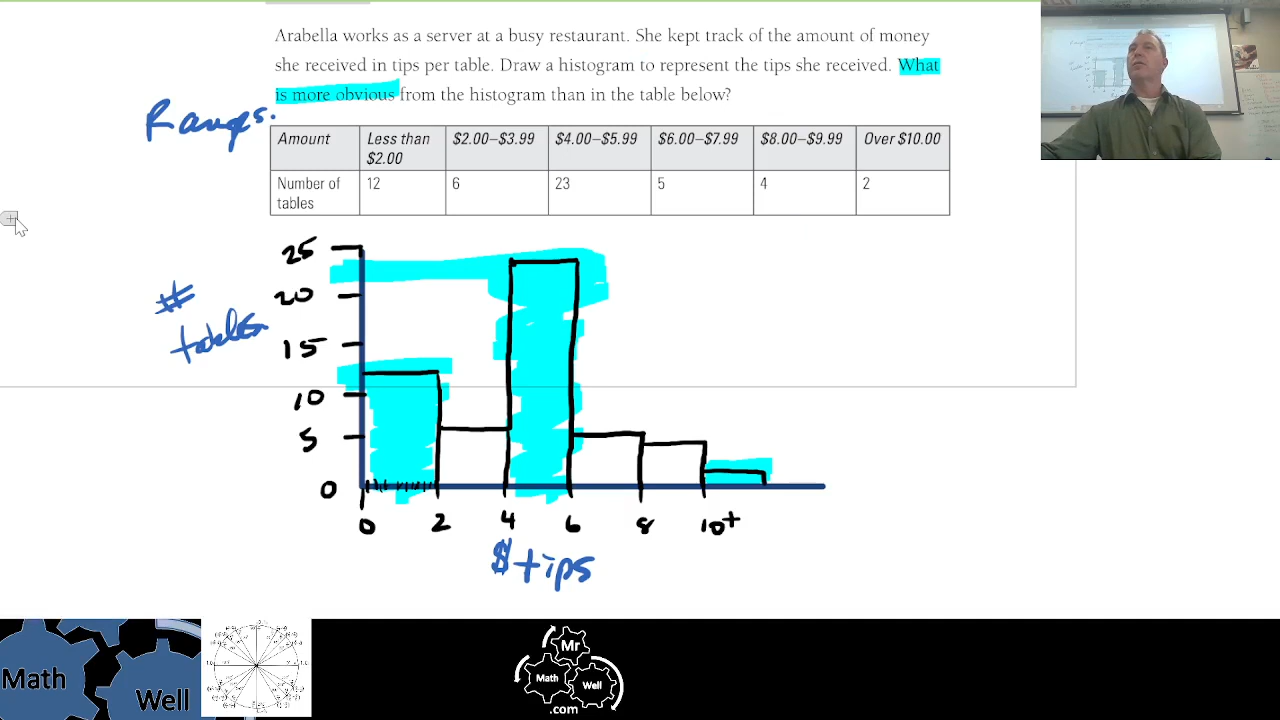 Arabella works as a server at a busy restaurant. She kept track of the amount of money
she received in tips per table. Draw a histogram to represent the tips she received. What
is more obvious from the histogram than in the table below?
Ranges.
Amount Less than $2.00 $2.00–$3.99 $4.00–$5.99 $6.00–$7.99 $8.00–$9.99 Over $10.00
Number of tables 12 6 23 5 4 2
25
20
#
tables
15
10
5
0
0 2 4 6 8 10+
$ tips
Math
Well
Mr
Math
Well
.com